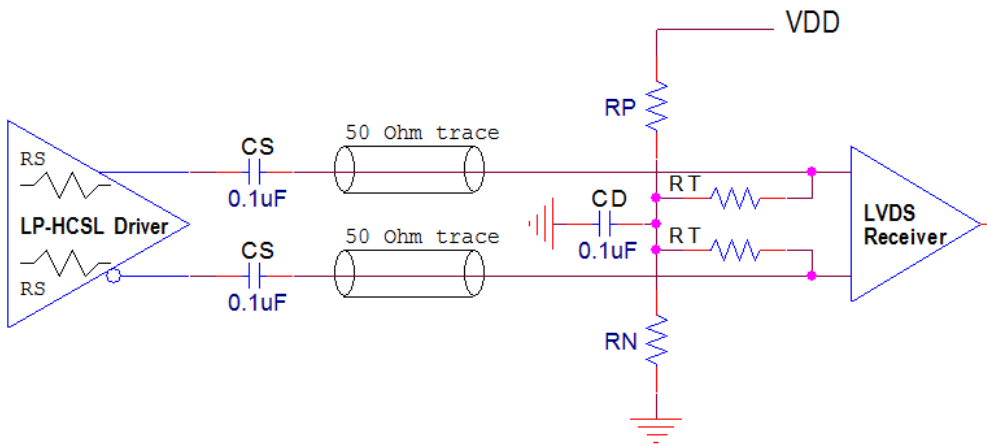 VDD
RP
50 Ohm trace
CS
RS
0.1uF
RT
LP-HCSL Driver
CD
0.1uF
LVDS
Receiver
50 Ohm trace
CS
RT
RS
0.1uF
RN